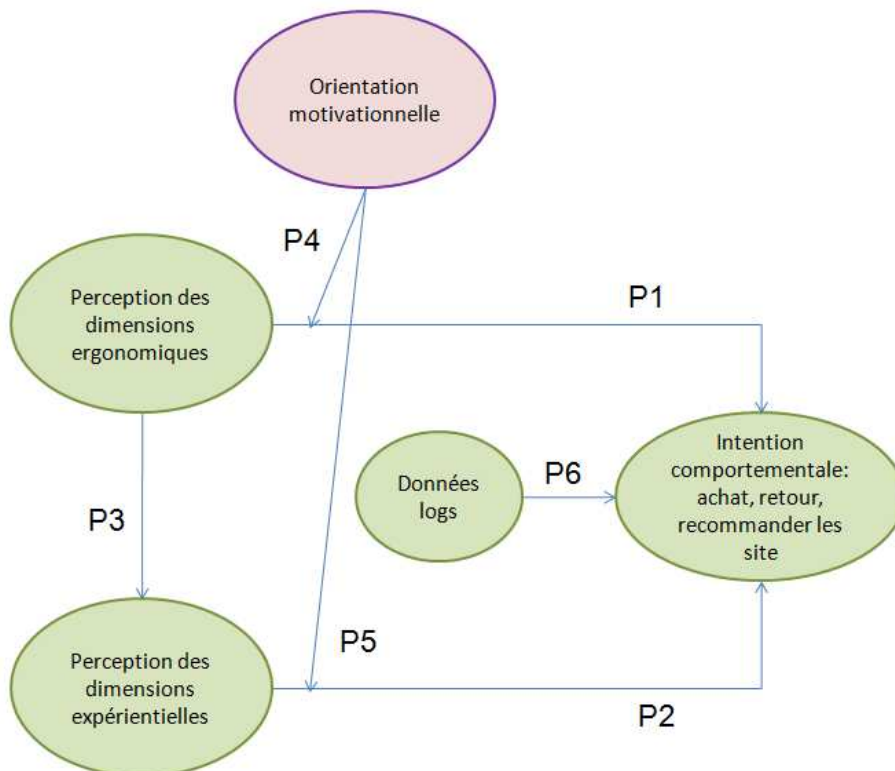 Orientation
motivationnelle
P4
Perception des
dimensions
ergonomiques
P1
Données
logs
P6
Intention
comportementale:
achat, retour,
recommander les
site
P3
P5
Perception des
dimensions
expérientielles
P2